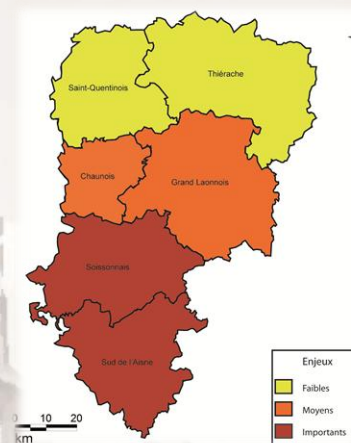 Saint-Quentinois
Thiérache
Chaunois
Grand Laonnois
Soissonnais
Sud de l'Aisne
0 10 20
km
Enjeux
Faibles
Moyens
Importants